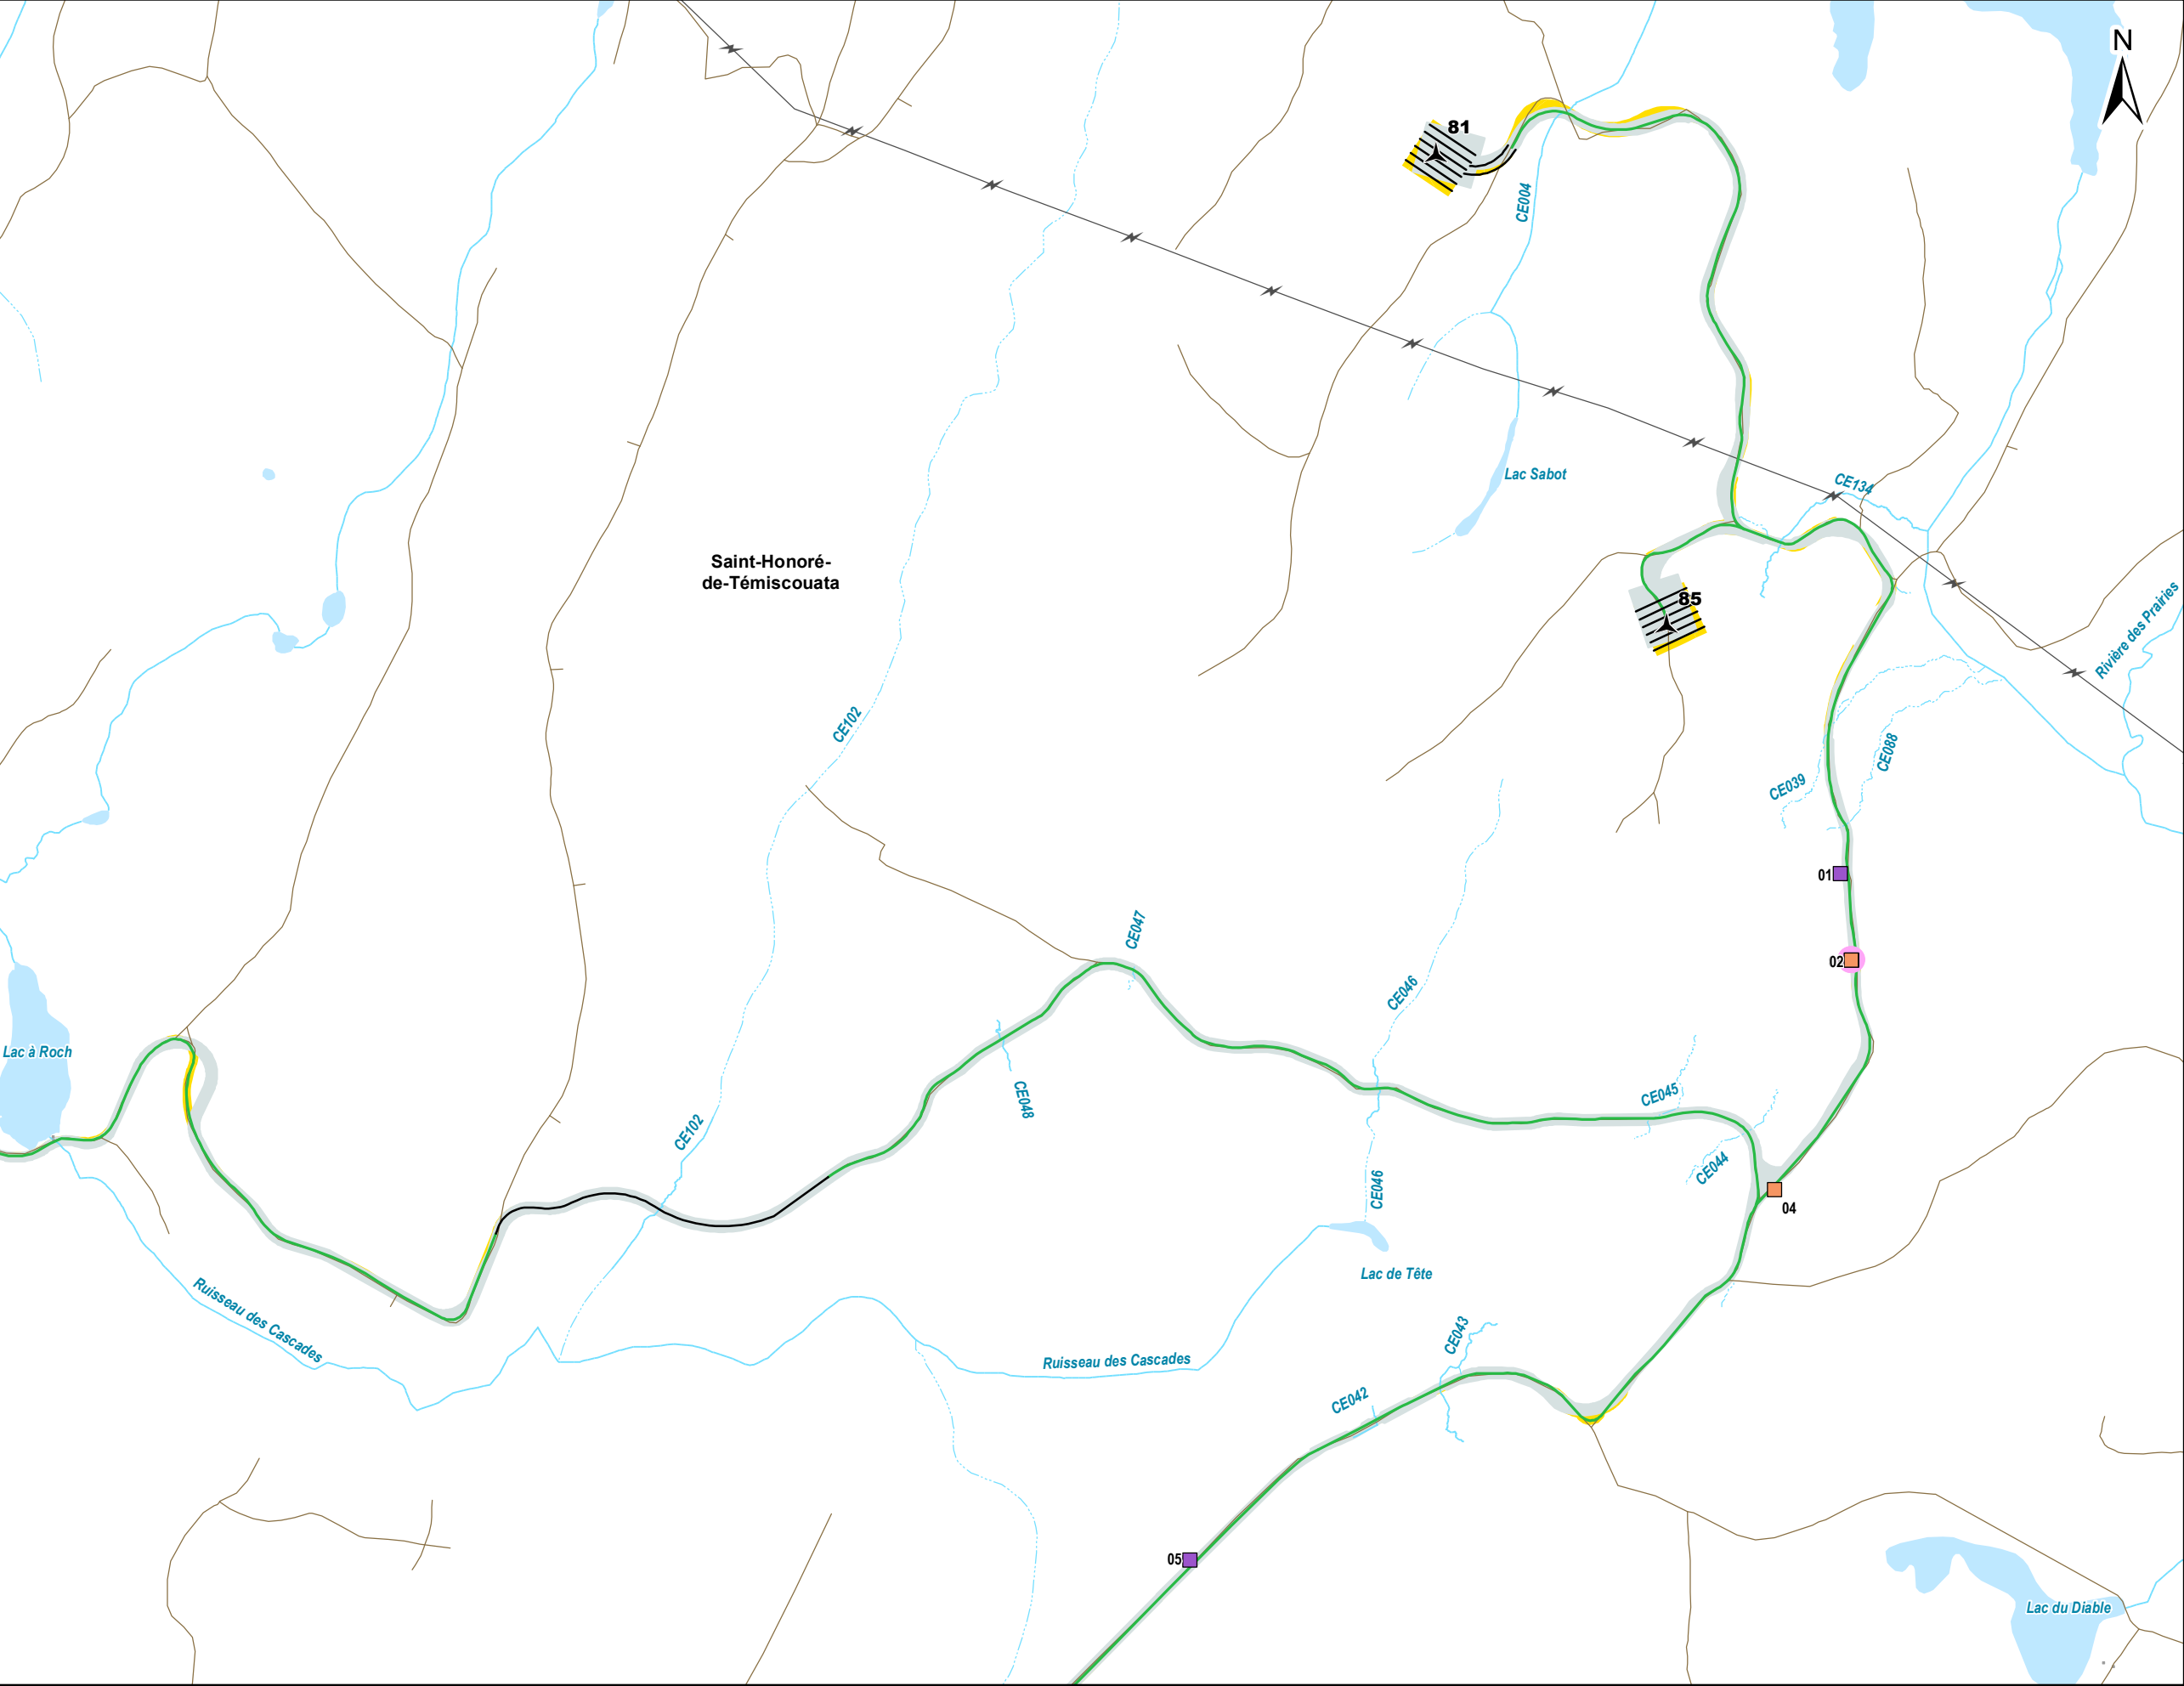 N
81
CE004
Lac Sabot
CE134
Saint-Honoré-
de-Témiscouata
85
Rivière des Prairies
CE102
CE039
CE088
01
CE047
02
CE046
Lac à Roch
CE048
CE045
CE102
CE044
CE046
04
Lac de Tête
Ruisseau des Cascades
CE043
Ruisseau des Cascades
CE042
05
Lac du Diable